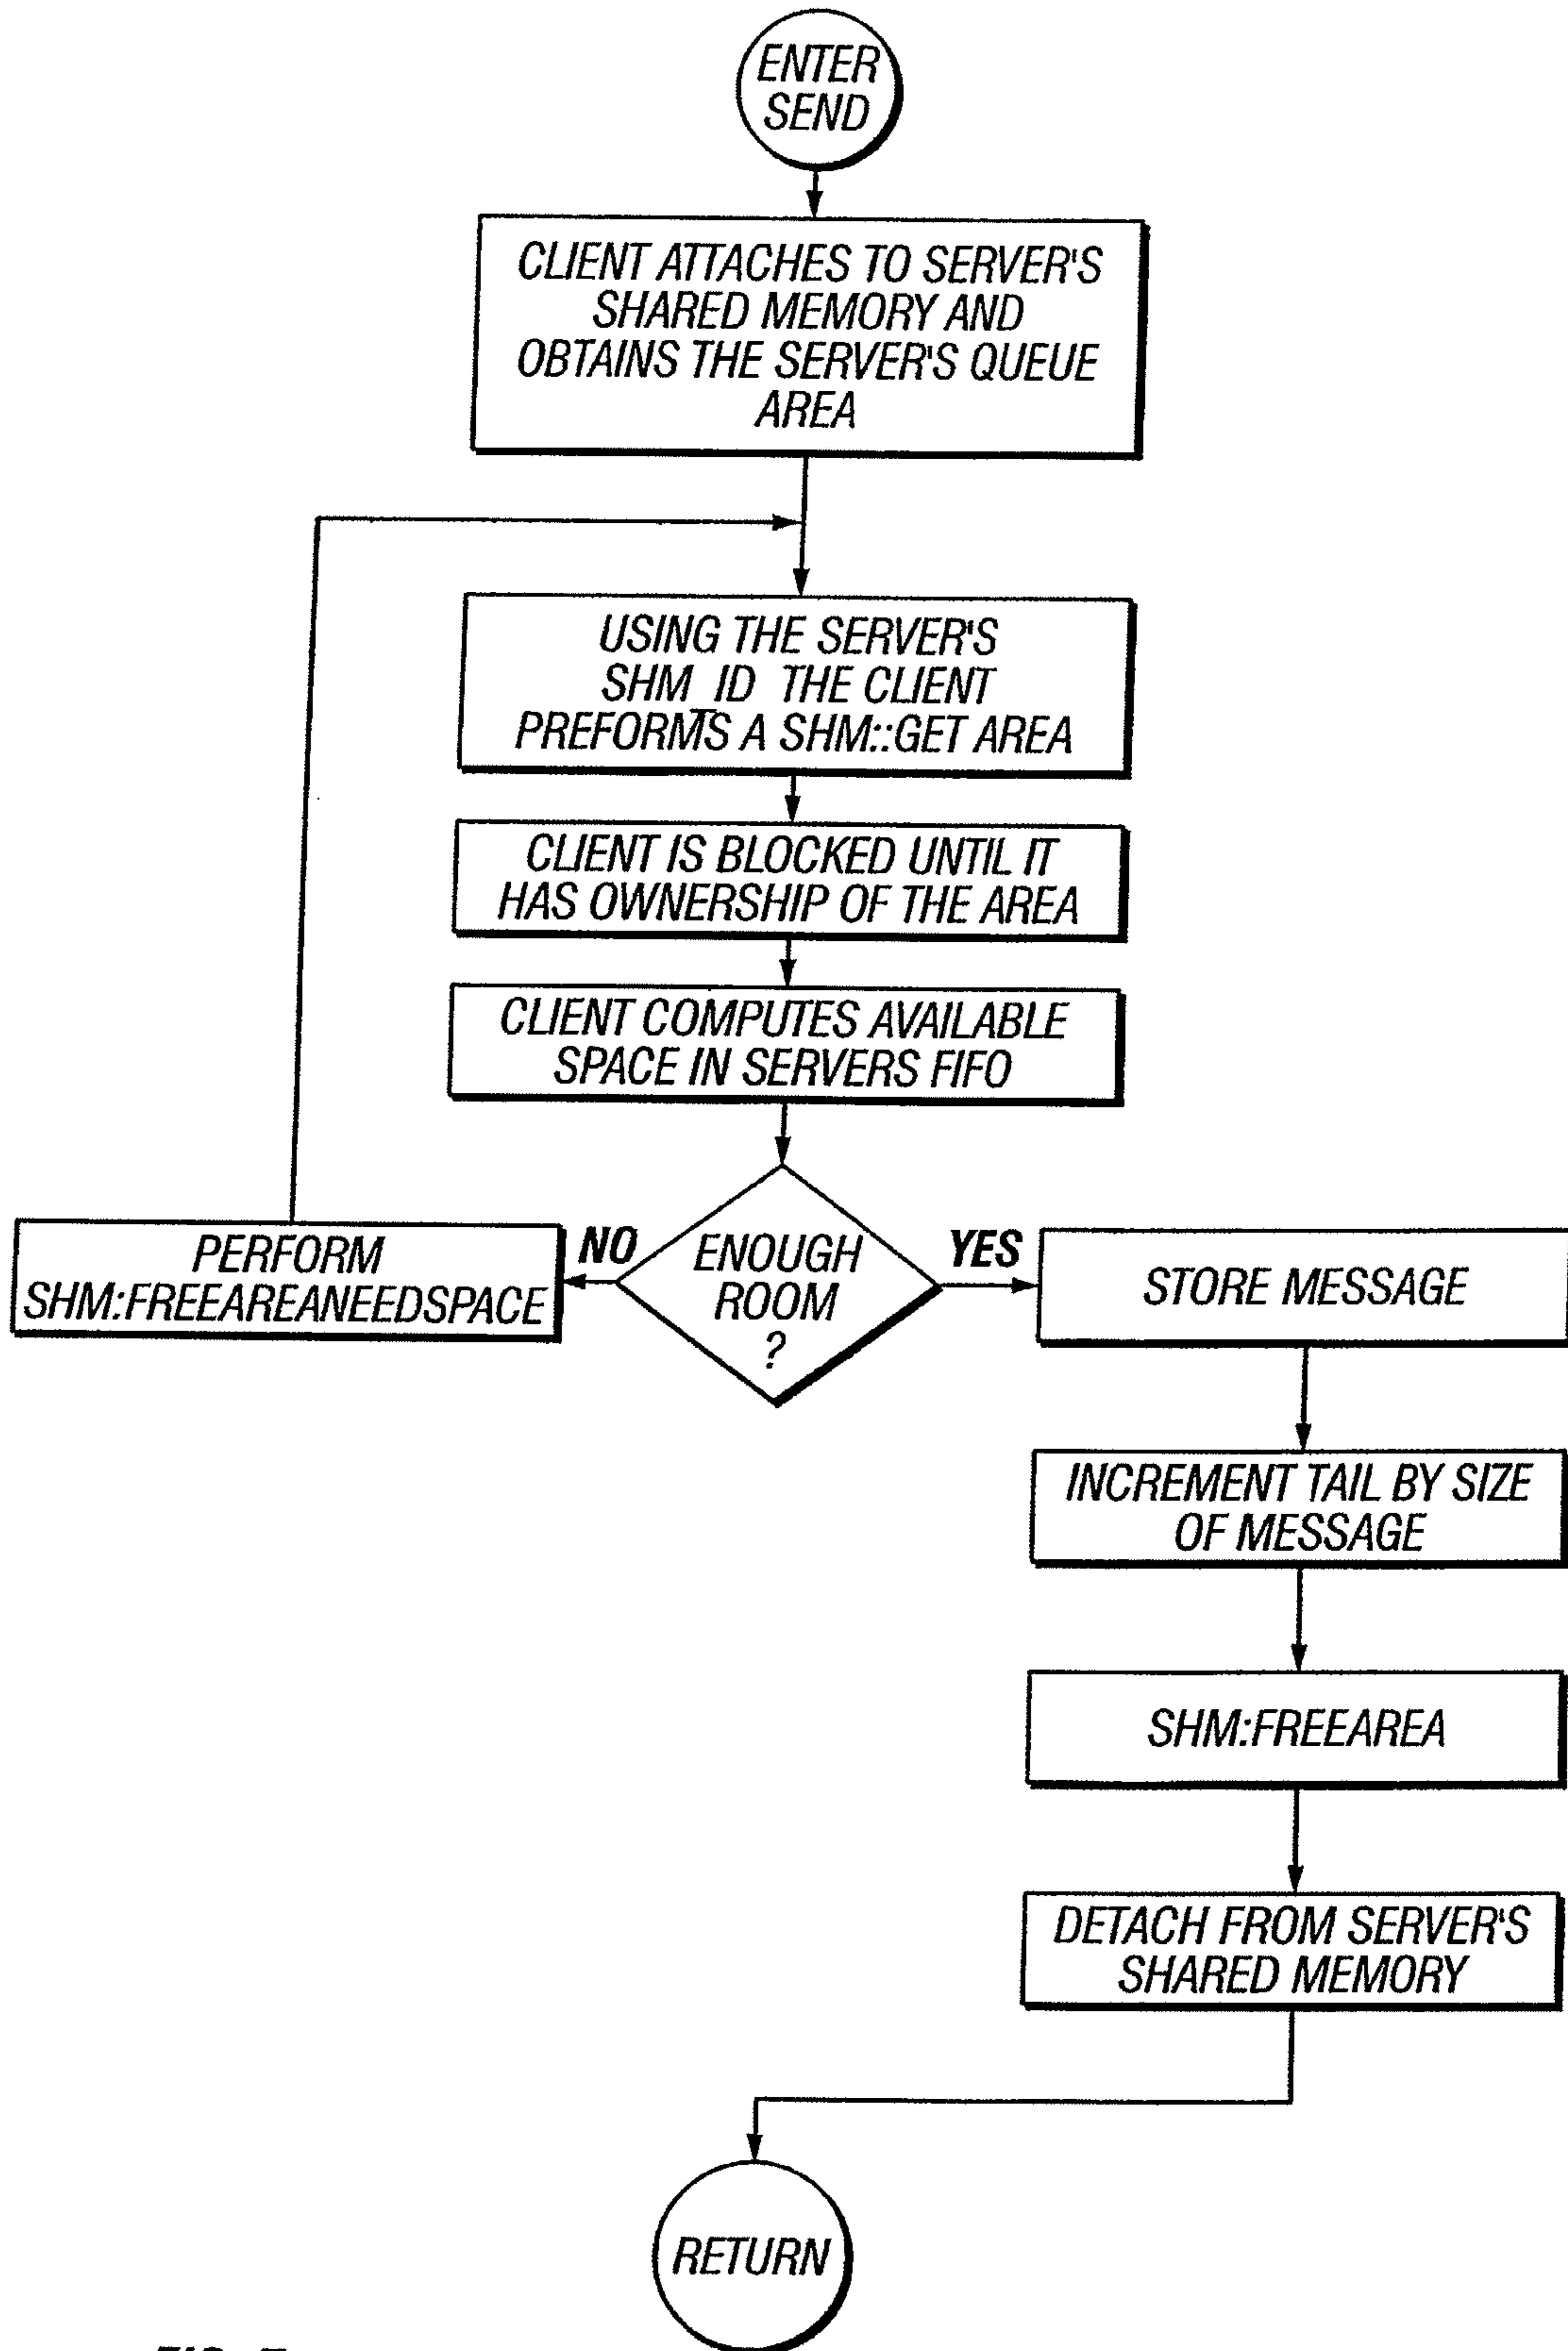 ENTER
SEND
CLIENT ATTACHES TO SERVER'S
SHARED MEMORY AND
OBTAINS THE SERVER'S QUEUE
AREA
USING THE SERVER'S
SHM_ID THE CLIENT
PREFORMTS A SHM::GET AREA
CLIENT IS BLOCKED UNTIL IT
HAS OWNERSHIP OF THE AREA
CLIENT COMPUTES AVAILABLE
SPACE IN SERVERS FIFO
ENOUGH
ROOM
?
NO
PERFORM
SHM:FREEAREANEEDSPACE
YES
STORE MESSAGE
INCREMENT TAIL BY SIZE
OF MESSAGE
SHM:FREEAREA
DETACH FROM SERVER'S
SHARED MEMORY
RETURN